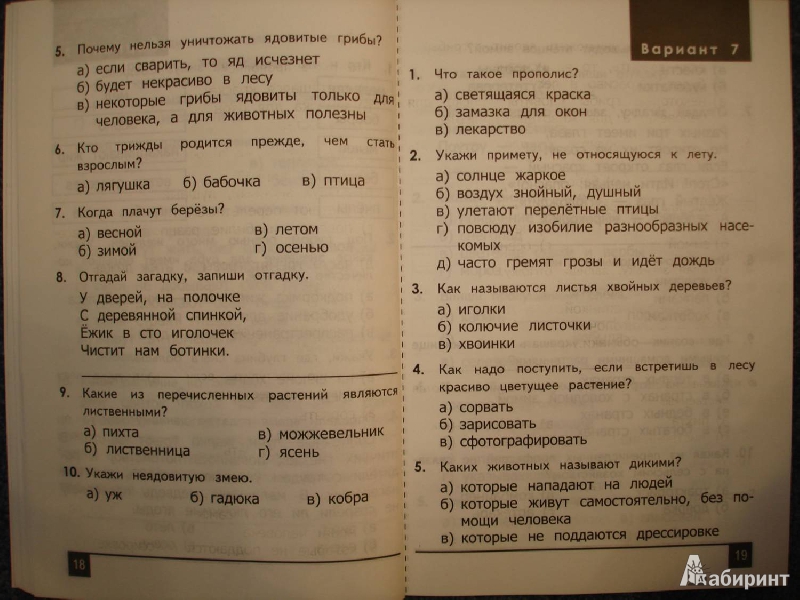 5. Почему нельзя уничтожать ядовитые грибы?
а) если сварить, то яд исчезнет
б) будет некрасиво в лесу
в) некоторые грибы ядовиты только для
человека, а для животных полезны
6. Кто трижды родится прежде, чем стать
взрослым?
а) лягушка б) бабочка в) птица
7. Когда плачут берёзы?
а) весной в) летом
б) зимой г) осенью
8. Отгадай загадку, запиши отгадку.
У дверей, на полочке
С деревянной спинкой,
Ёжик в сто иголочек
Чистит нам ботинки.
9. Какие из перечисленных растений являются
лиственными?
а) пихта в) можжевельник
б) лиственница г) ясень
10. Укажи неядовитую змею.
а) уж б) гадюка в) кобра
18
Вариант 7
1. Что такое прополис?
а) светящаяся краска
б) замазка для окон
в) лекарство
2. Укажи примету, не относящуюся к лету.
а) солнце жаркое
б) воздух знойный, душный
в) улетают перелётные птицы
г) повсюду изобилие разнообразных насе-
комых
д) часто гремят грозы и идёт дождь
3. Как называются листья хвойных деревьев?
а) иголки
б) колючие листочки
в) хвоинки
4. Как надо поступить, если встретишь в лесу
красиво цветущее растение?
а) сорвать
б) зарисовать
в) сфотографировать
5. Каких животных называют дикими?
а) которые нападают на людей
б) которые живут самостоятельно, без по-
мощи человека
в) которые не поддаются дрессировке
19
Лабиринт